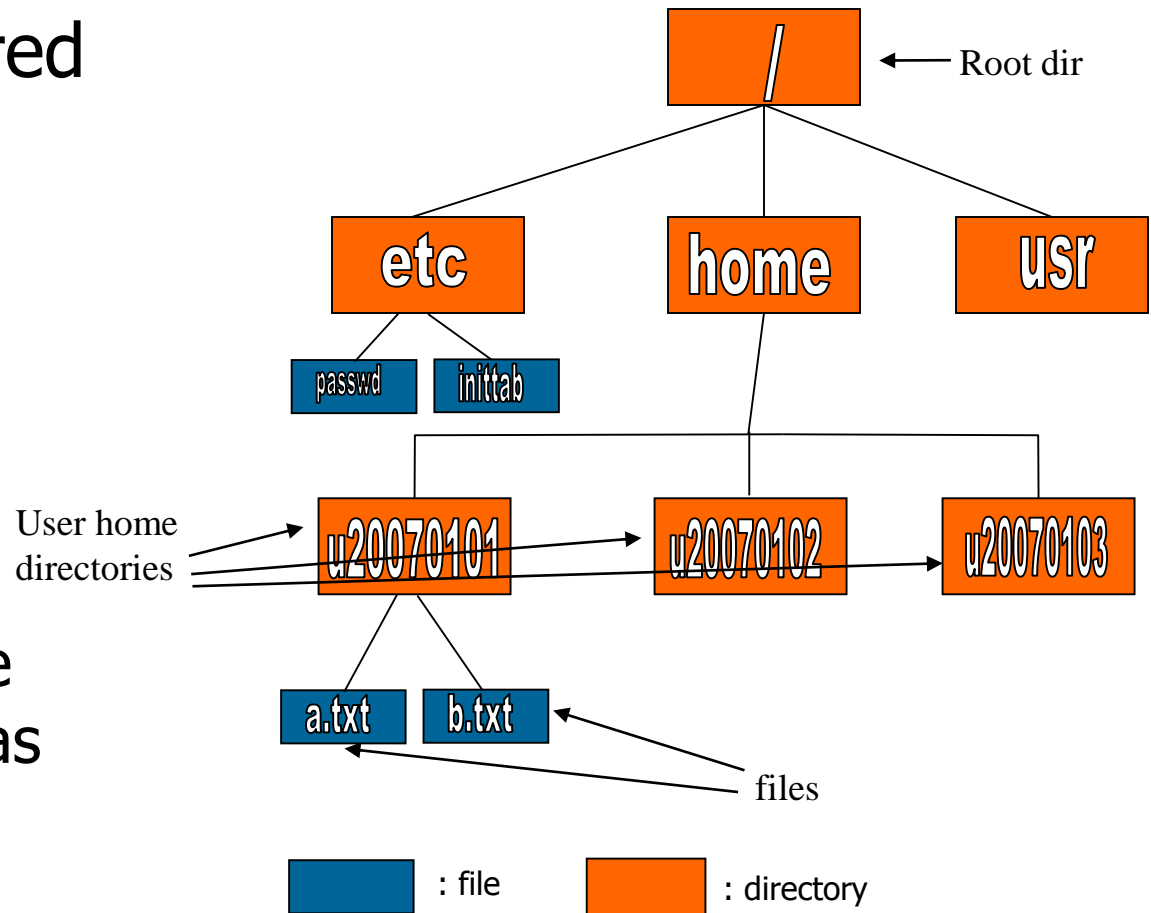 red
/
Root dir
etc
home
usr
passwd
inittab
User home
directories
u20070101
u20070102
u20070103
e
as
a.txt
b.txt
files
: file
: directory